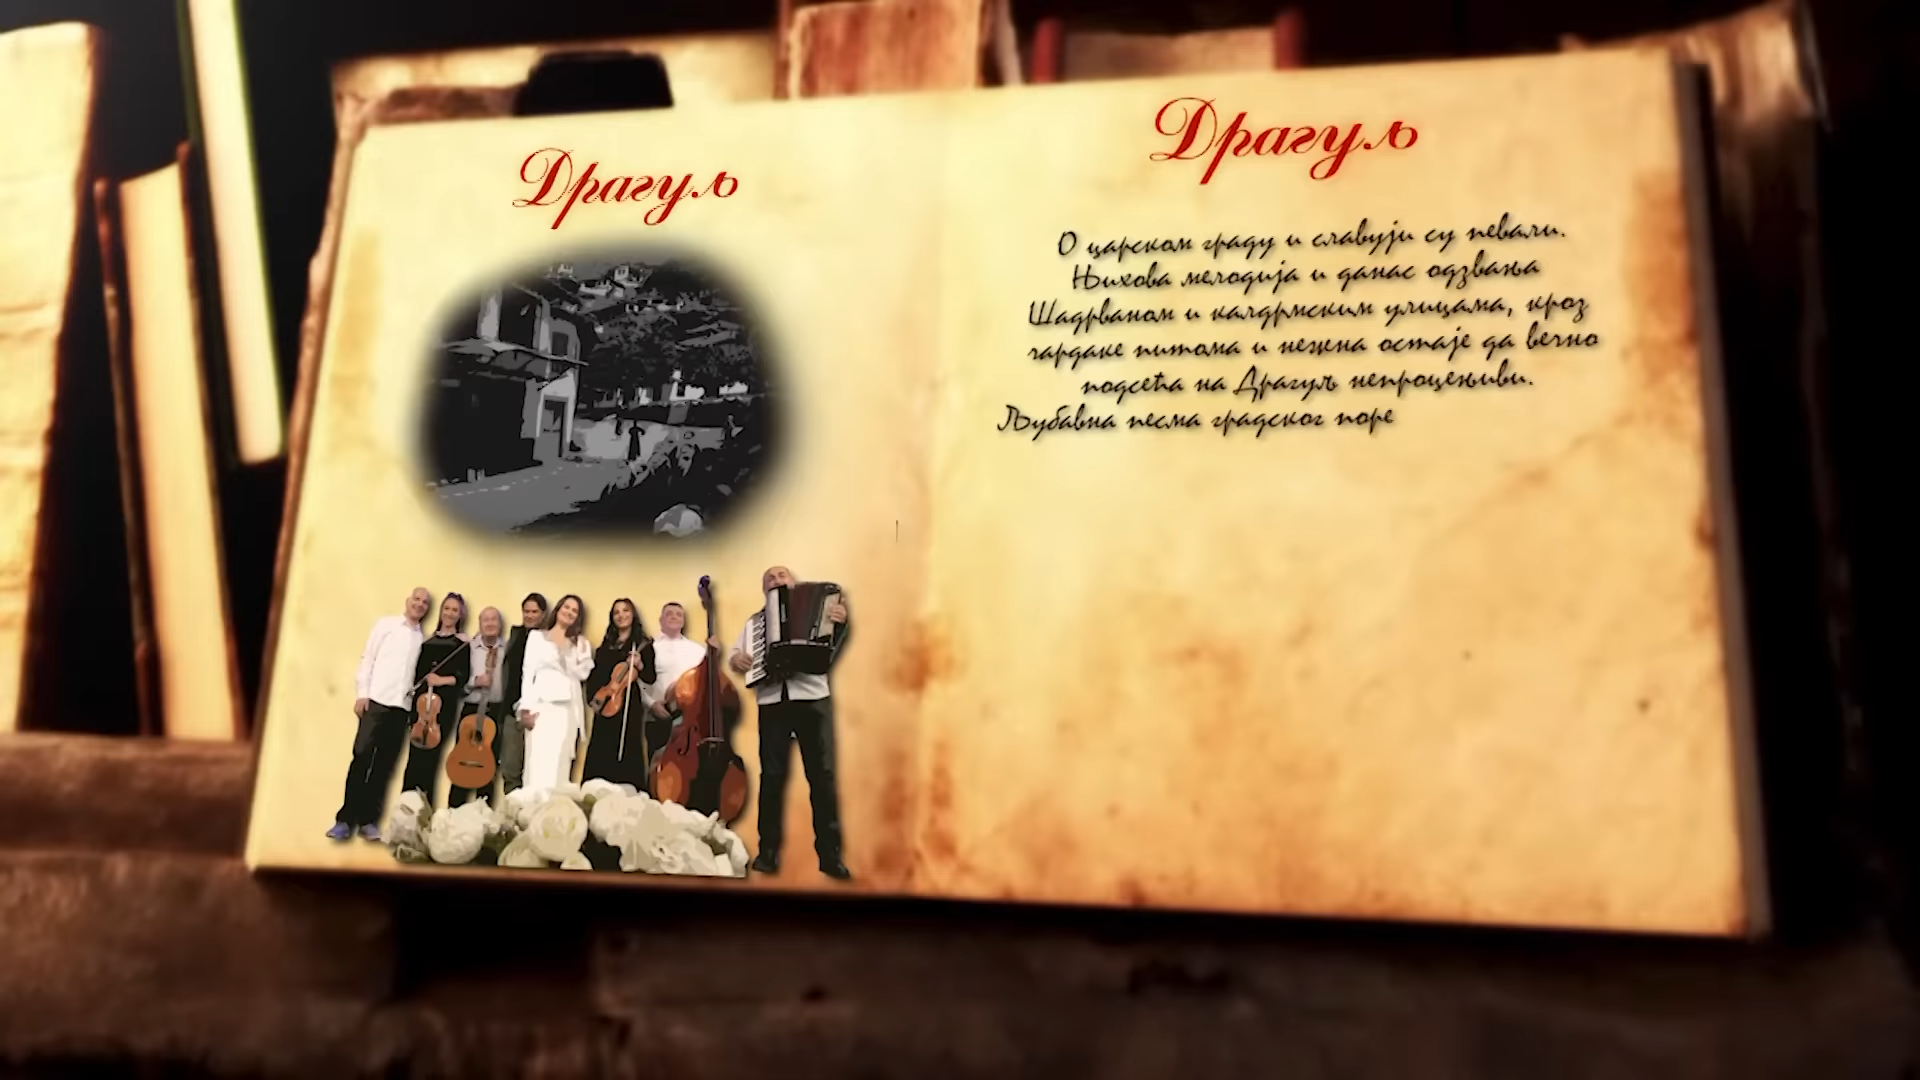 Драгуљ
Драгуљ
О царском граду и славуји су певали.
Њихова мелодија и данас одзвања
Шадрваном и калдрмским улицама, кроз
чардаке питома и нежна остаје да вечно
подсећа на Драгуљ непроцењиви.
Љубавна песма градског поре